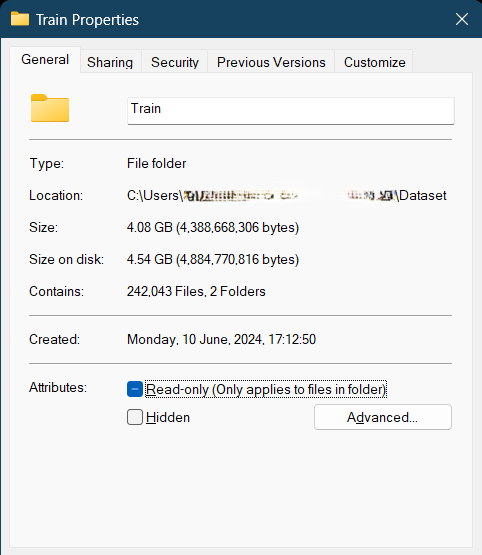 Train Properties
General Sharing Security Previous Versions Customize
Train
Type: File folder
Location: C:\Users\ \Dataset
Size: 4.08 GB (4,388,668,306 bytes)
Size on disk: 4.54 GB (4,884,770,816 bytes)
Contains: 242,043 Files, 2 Folders
Created: Monday, 10 June, 2024, 17:12:50
Attributes: Read-only (Only applies to files in folder)
Hidden Advanced...